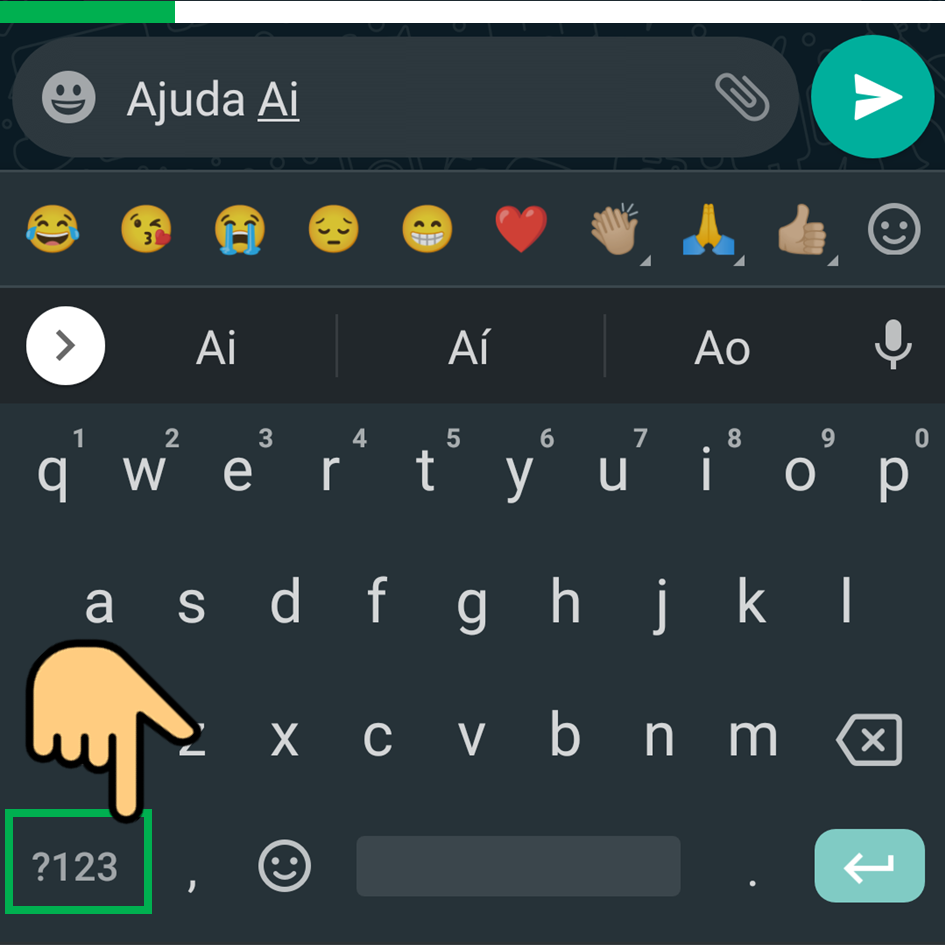 Ajuda Ai
Ai Aí Ao
1 2 3 4 5 6 7 8 9 0
q w e r t y u i o p
a s d f g h j k l
z x c v b n m
?123 , .